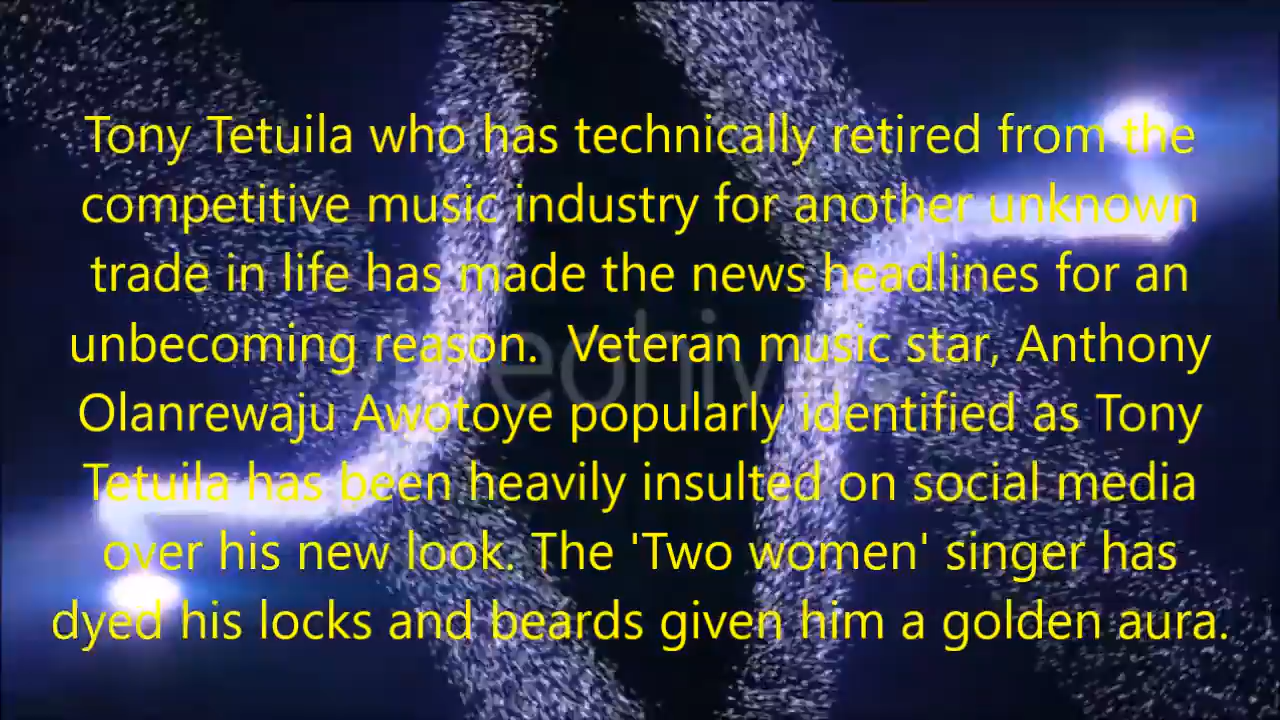 Tony Tetuila who has technically retired from the
competitive music industry for another unknown
trade in life has made the news headlines for an
unbecoming reason.  Veteran music star, Anthony
Olanrewaju Awotoye popularly identified as Tony
Tetuila has been heavily insulted on social media
over his new look. The 'Two women' singer has
dyed his locks and beards given him a golden aura.